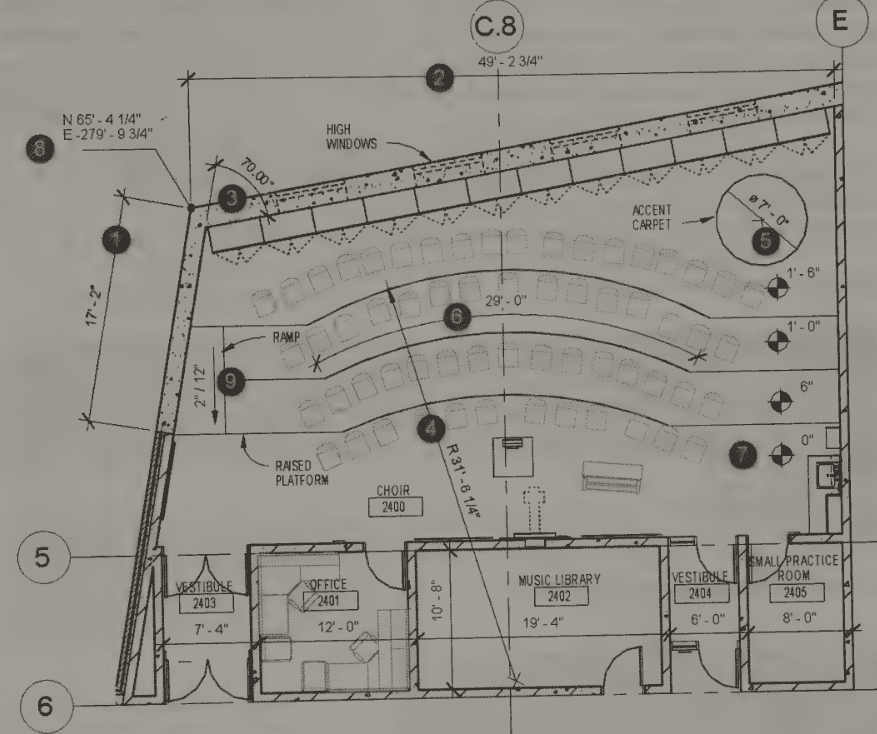 C.8
E
2
49' - 2 3/4"
N 65' - 4 1/4"
E -279' - 9 3/4"
8
HIGH
WINDOWS
70.00°
3
ACCENT
CARPET
ø 7' - 0"
5
1
17' - 2"
1' - 6"
29' - 0"
6
1' - 0"
RAMP
9
2" / 12"
6"
4
R 31' - 6 1/4"
7
0"
RAISED
PLATFORM
CHOIR
2400
5
VESTIBULE
2403
OFFICE
2401
MUSIC LIBRARY
2402
VESTIBULE
2404
SMALL PRACTICE
ROOM
2405
10' - 8"
7' - 4"
12' - 0"
19' - 4"
6' - 0"
8' - 0"
6